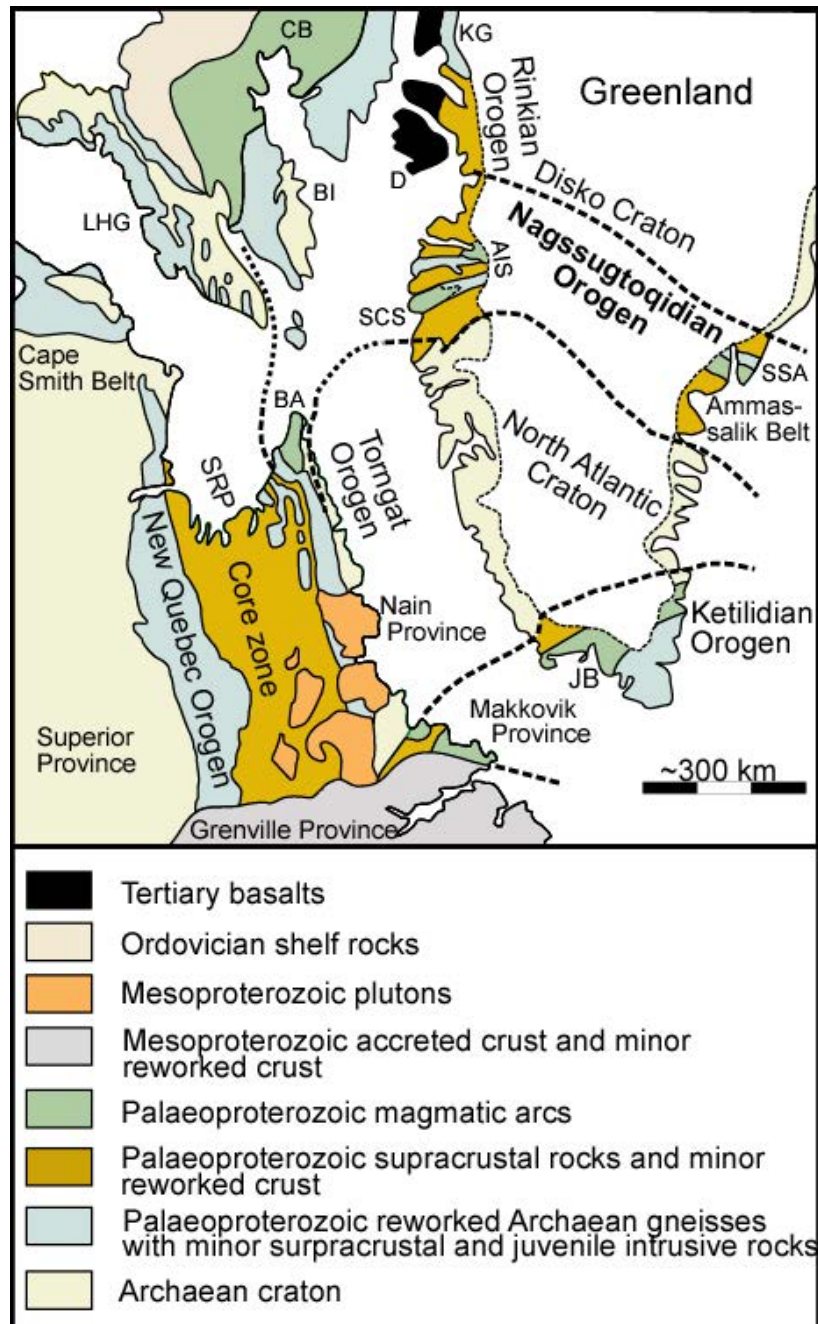 CB
KG
Rinkian
Orogen
Greenland
D
Disko Craton
BI
LHG
Nagssugtoqidian
Orogen
AIS
SCS
Cape
Smith Belt
SSA
Ammas-
salik Belt
BA
Torngat
Orogen
North Atlantic
Craton
SRP
New Quebec Orogen
Core zone
Nain
Province
Ketilidian
Orogen
JB
Makkovik
Province
Superior
Province
~300 km
Grenville Province
Tertiary basalts
Ordovician shelf rocks
Mesoproterozoic plutons
Mesoproterozoic accreted crust and minor
reworked crust
Palaeoproterozoic magmatic arcs
Palaeoproterozoic supracrustal rocks and minor
reworked crust
Palaeoproterozoic reworked Archaean gneisses
with minor surpracrustal and juvenile intrusive rocks
Archaean craton